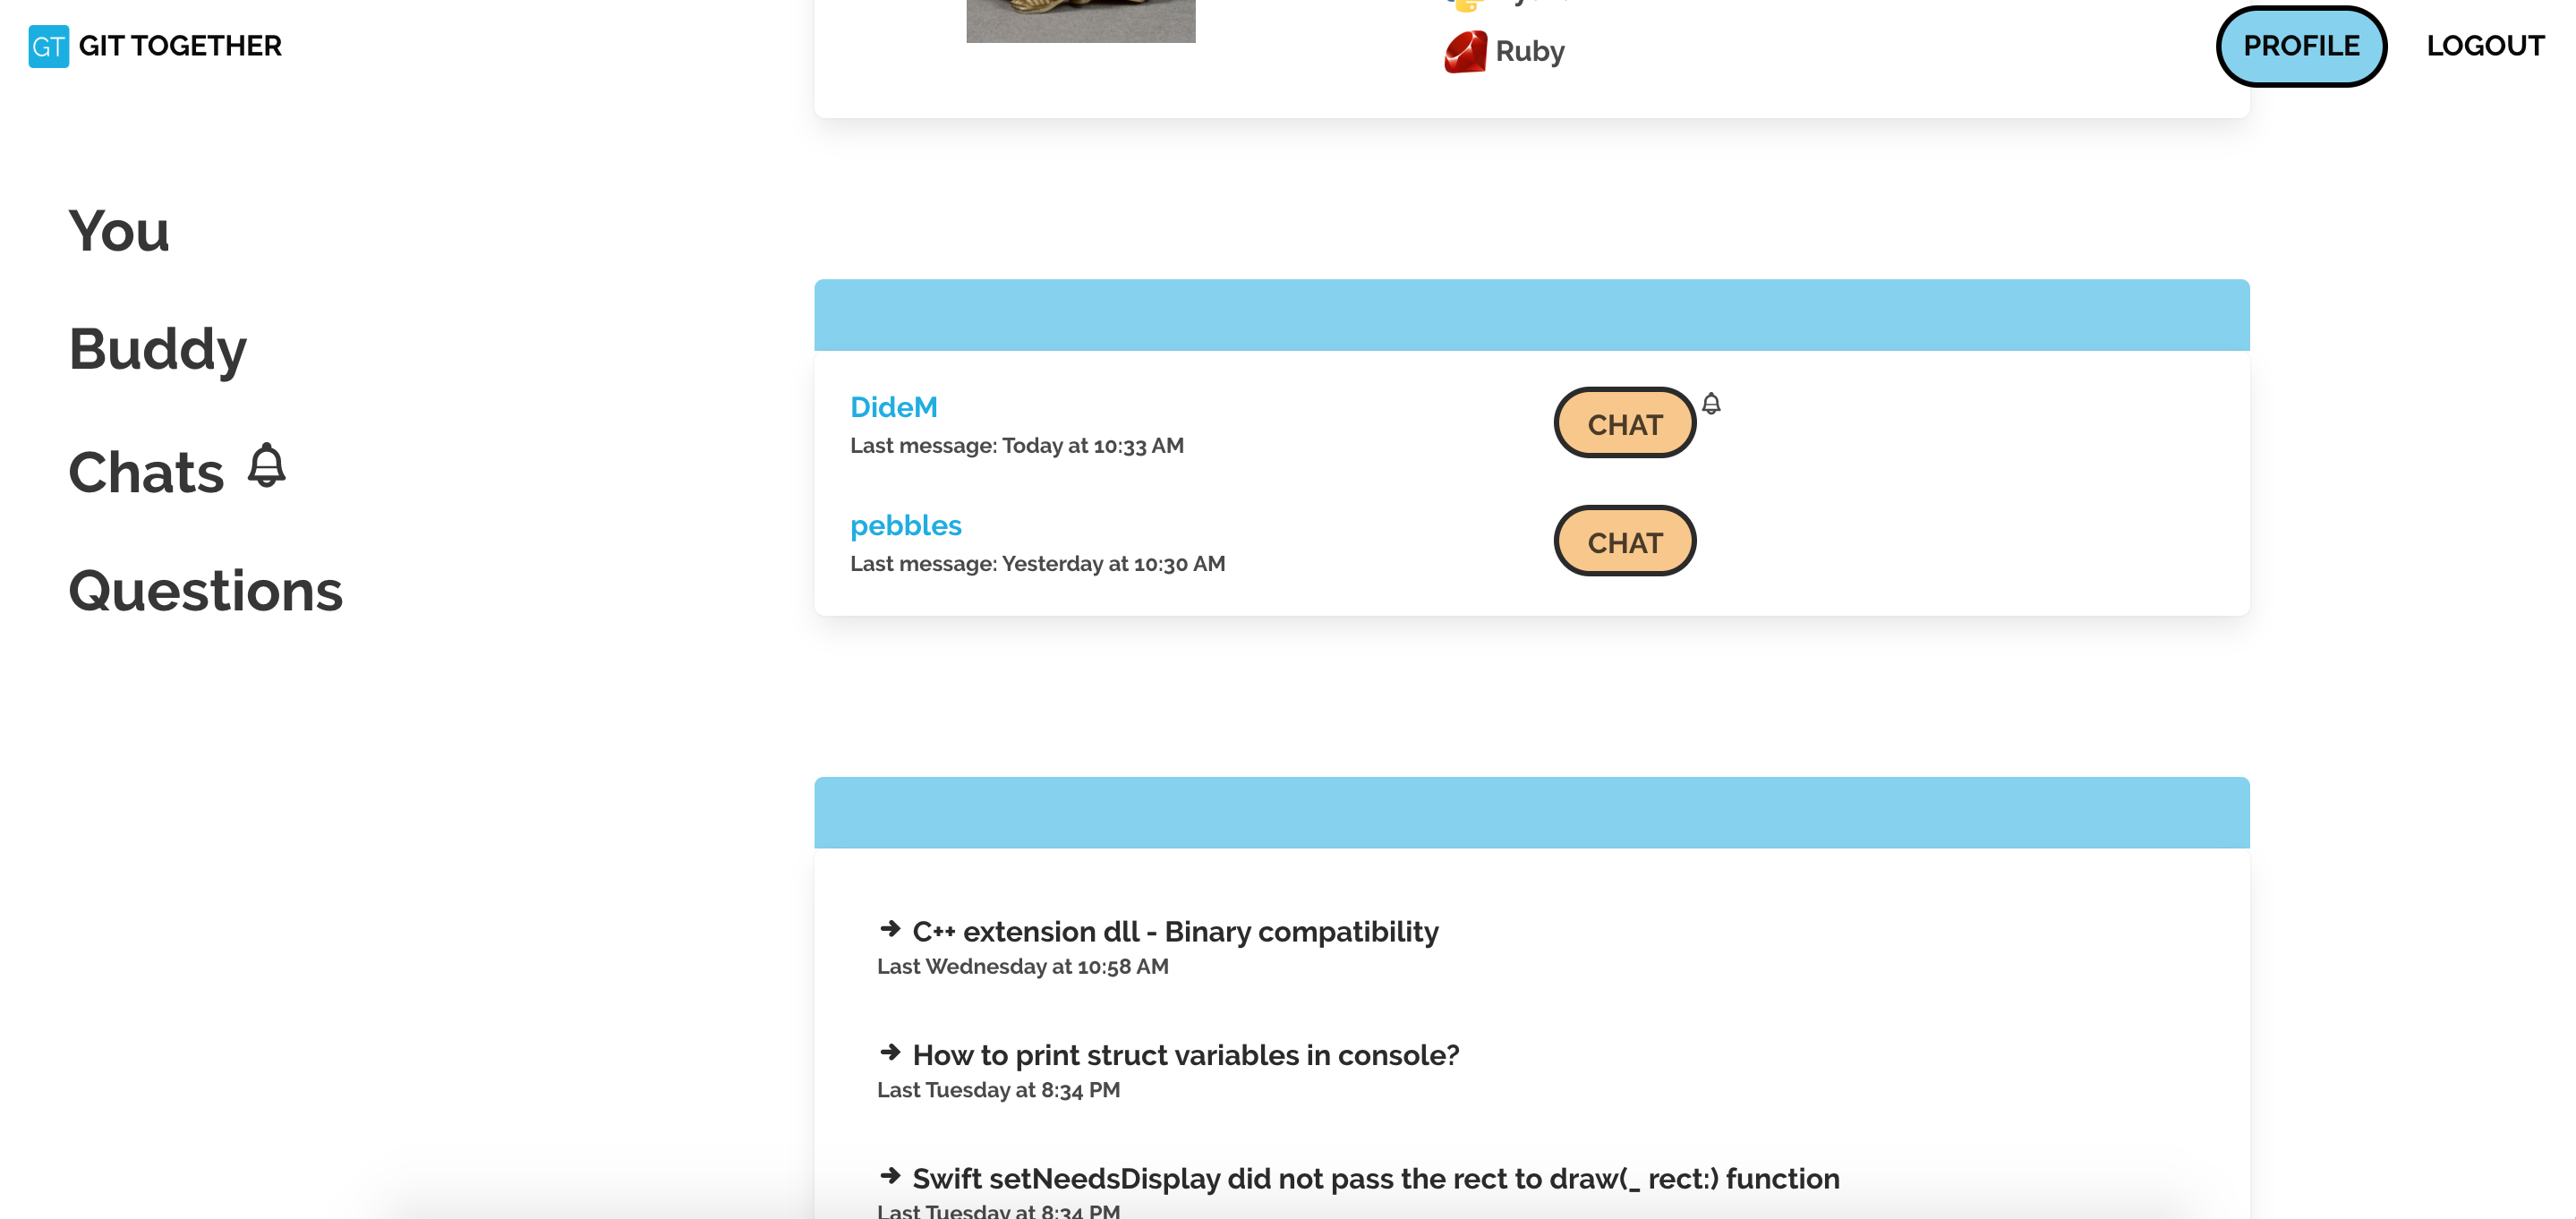 GT GIT TOGETHER
PROFILE
LOGOUT
Ruby
You
Buddy
Chats
Questions
DideM
Last message: Today at 10:33 AM
CHAT
pebbles
Last message: Yesterday at 10:30 AM
CHAT
C++ extension dll - Binary compatibility
Last Wednesday at 10:58 AM
How to print struct variables in console?
Last Tuesday at 8:34 PM
Swift setNeedsDisplay did not pass the rect to draw(_ rect:) function
Last Tuesday at 8:34 PM